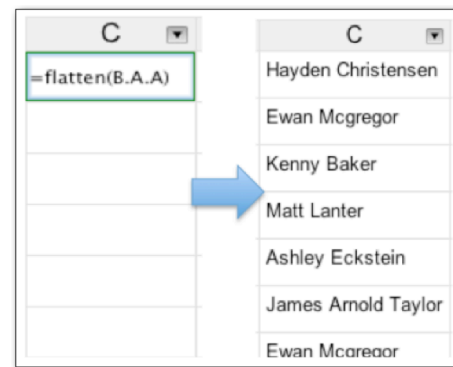 C
=flatten(B.A.A)
C
Hayden Christensen
Ewan Mcgregor
Kenny Baker
Matt Lanter
Ashley Eckstein
James Arnold Taylor
Ewan Mcgregor